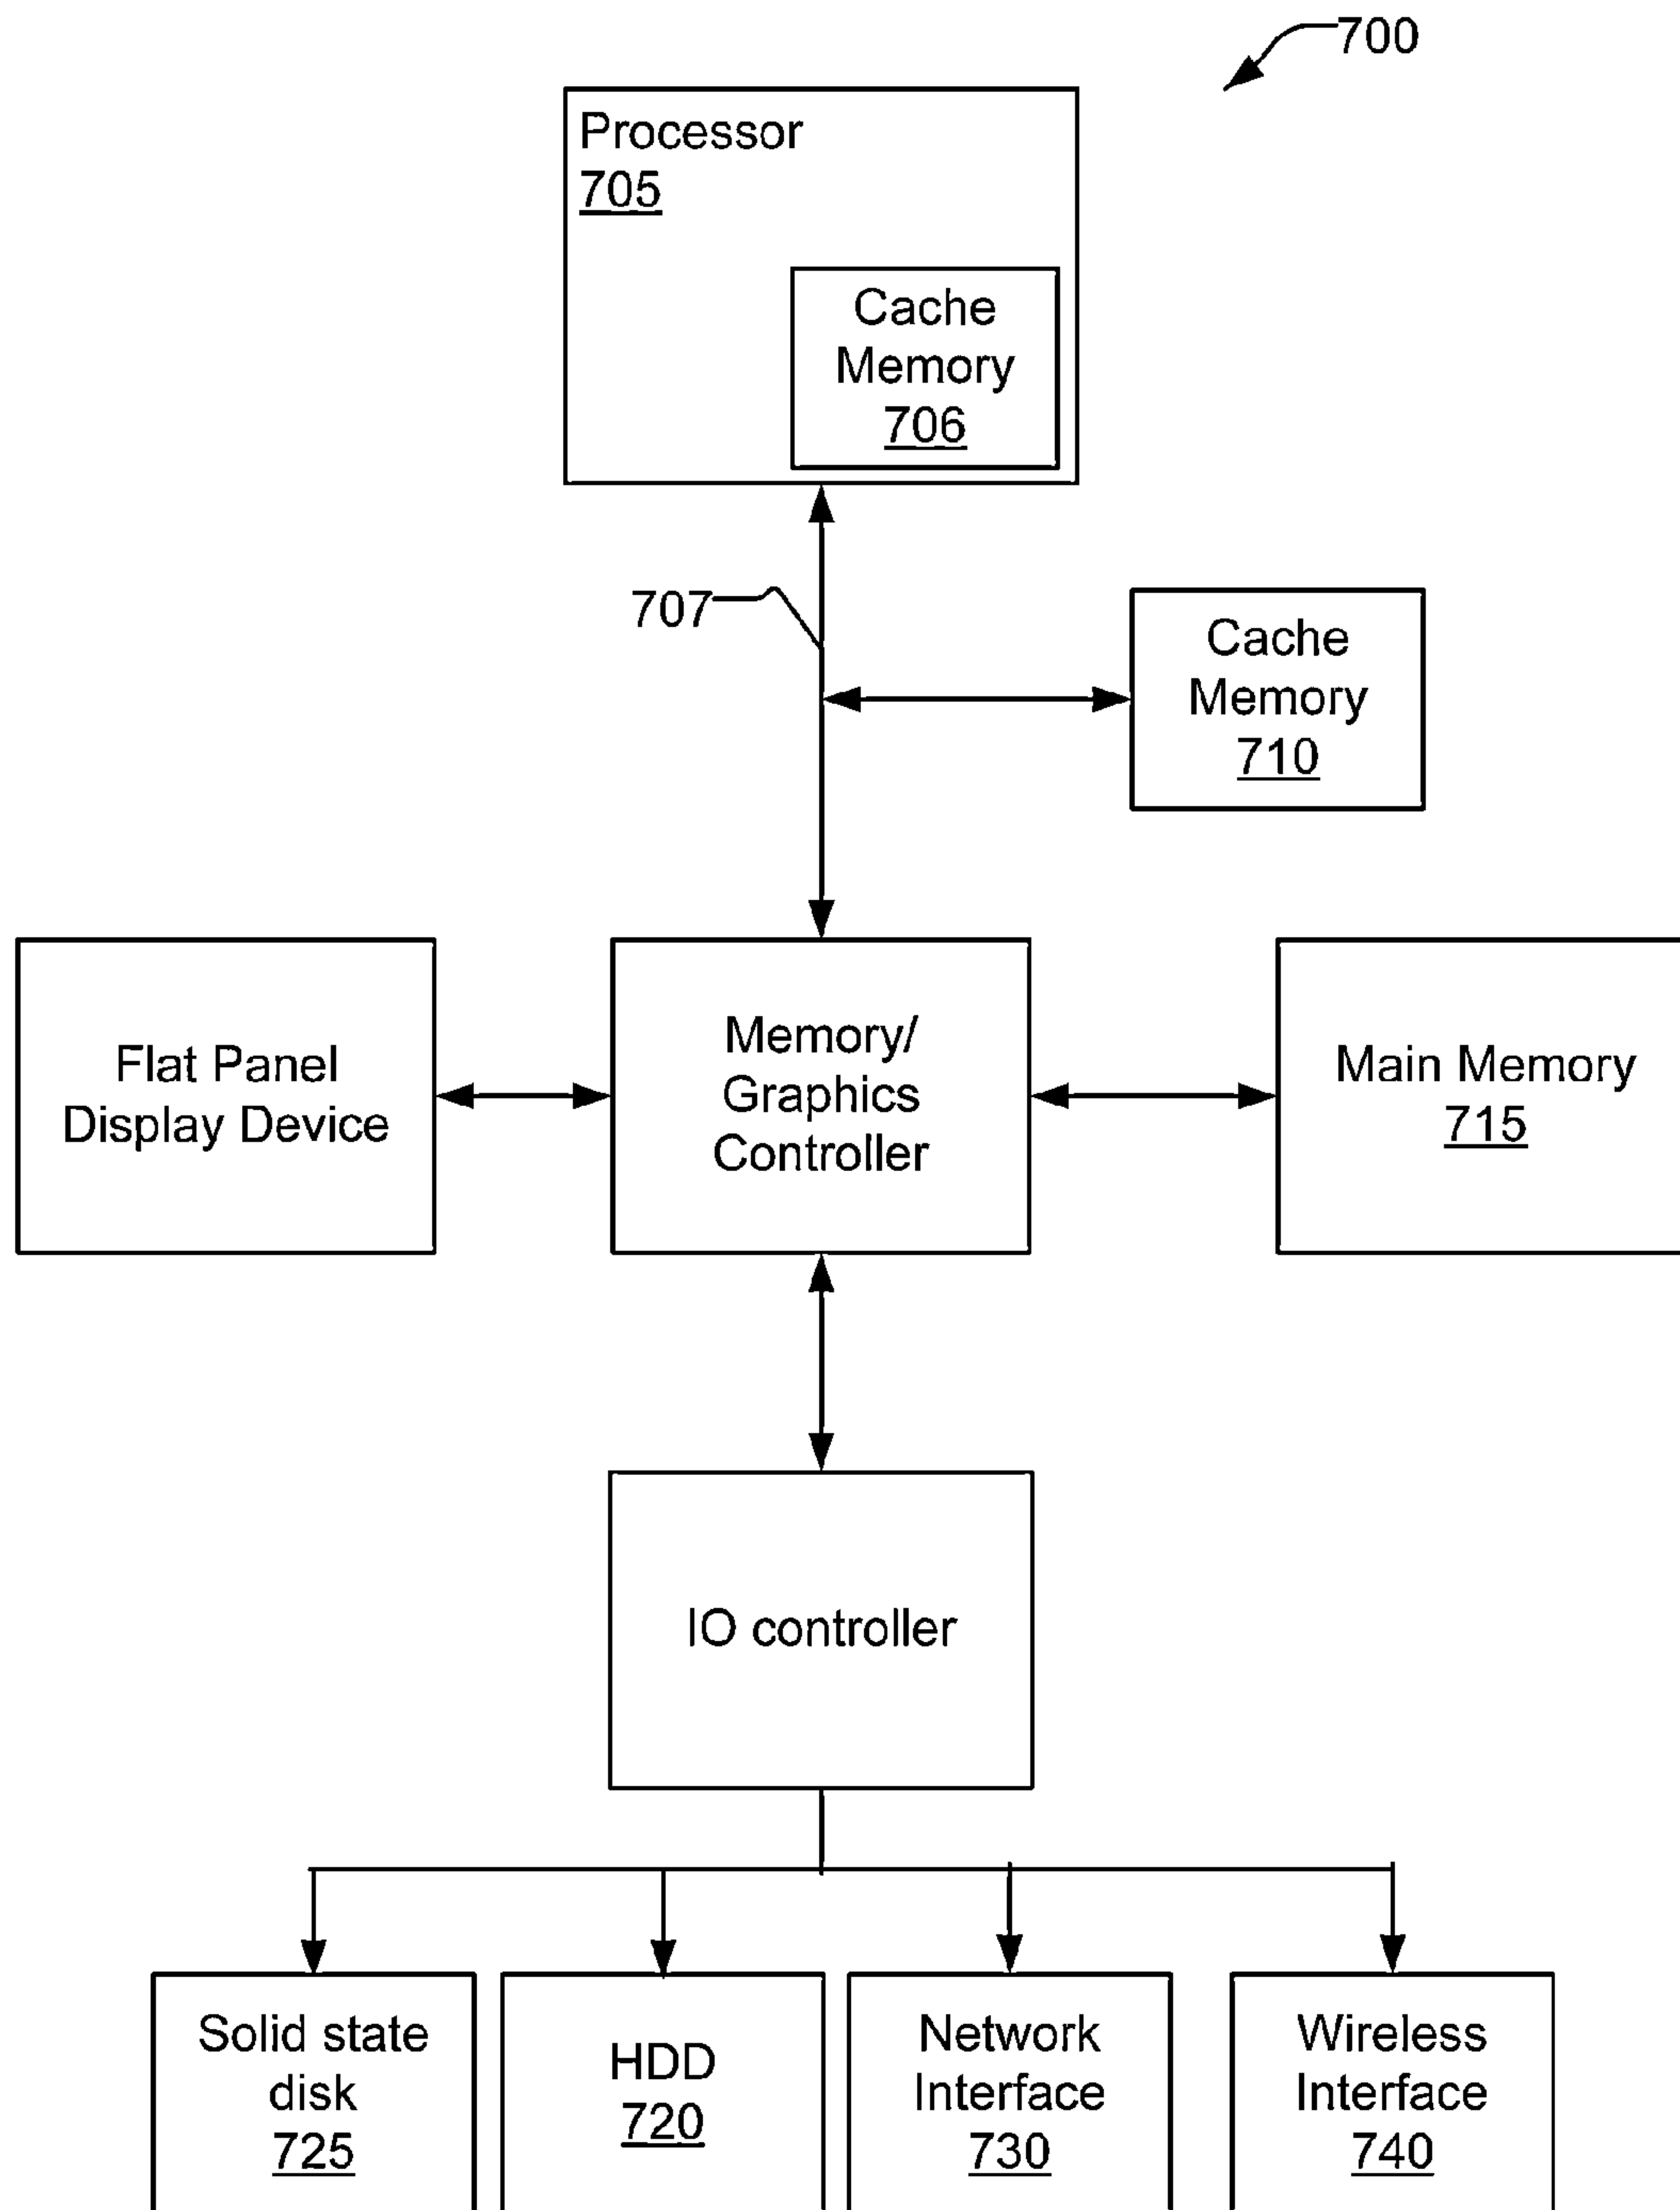 700
Processor
705
Cache
Memory
706
707
Cache
Memory
710
Flat Panel
Display Device
Memory/
Graphics
Controller
Main Memory
715
IO controller
Solid state
disk
725
HDD
720
Network
Interface
730
Wireless
Interface
740